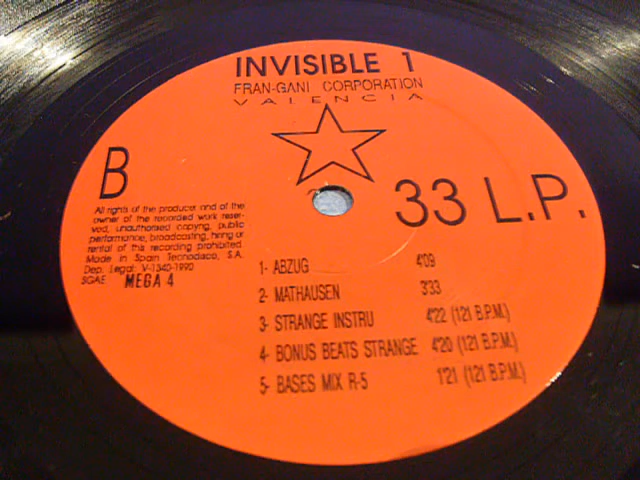 INVISIBLE 1
FRAN-GANI CORPORATION
VALENCIA
B
33 L.P.
All rights of the producer and of the
owner of the recorded work reser-
ved, unauthorised copying, public
performance, broadcasting, hiring or
rental of this recording prohibited.
Made in Spain Tecnodisco, S.A.
Dep. Legal: V-1340-1990
SGAE MEGA 4
1- ABZUG 4'09
2- MATHAUSEN 3'33
3- STRANGE INSTRU 4'22 (121 B.P.M.)
4- BONUS BEATS STRANGE 4'20 (121 B.P.M.)
5- BASES MIX R-5 1'21 (121 B.P.M.)